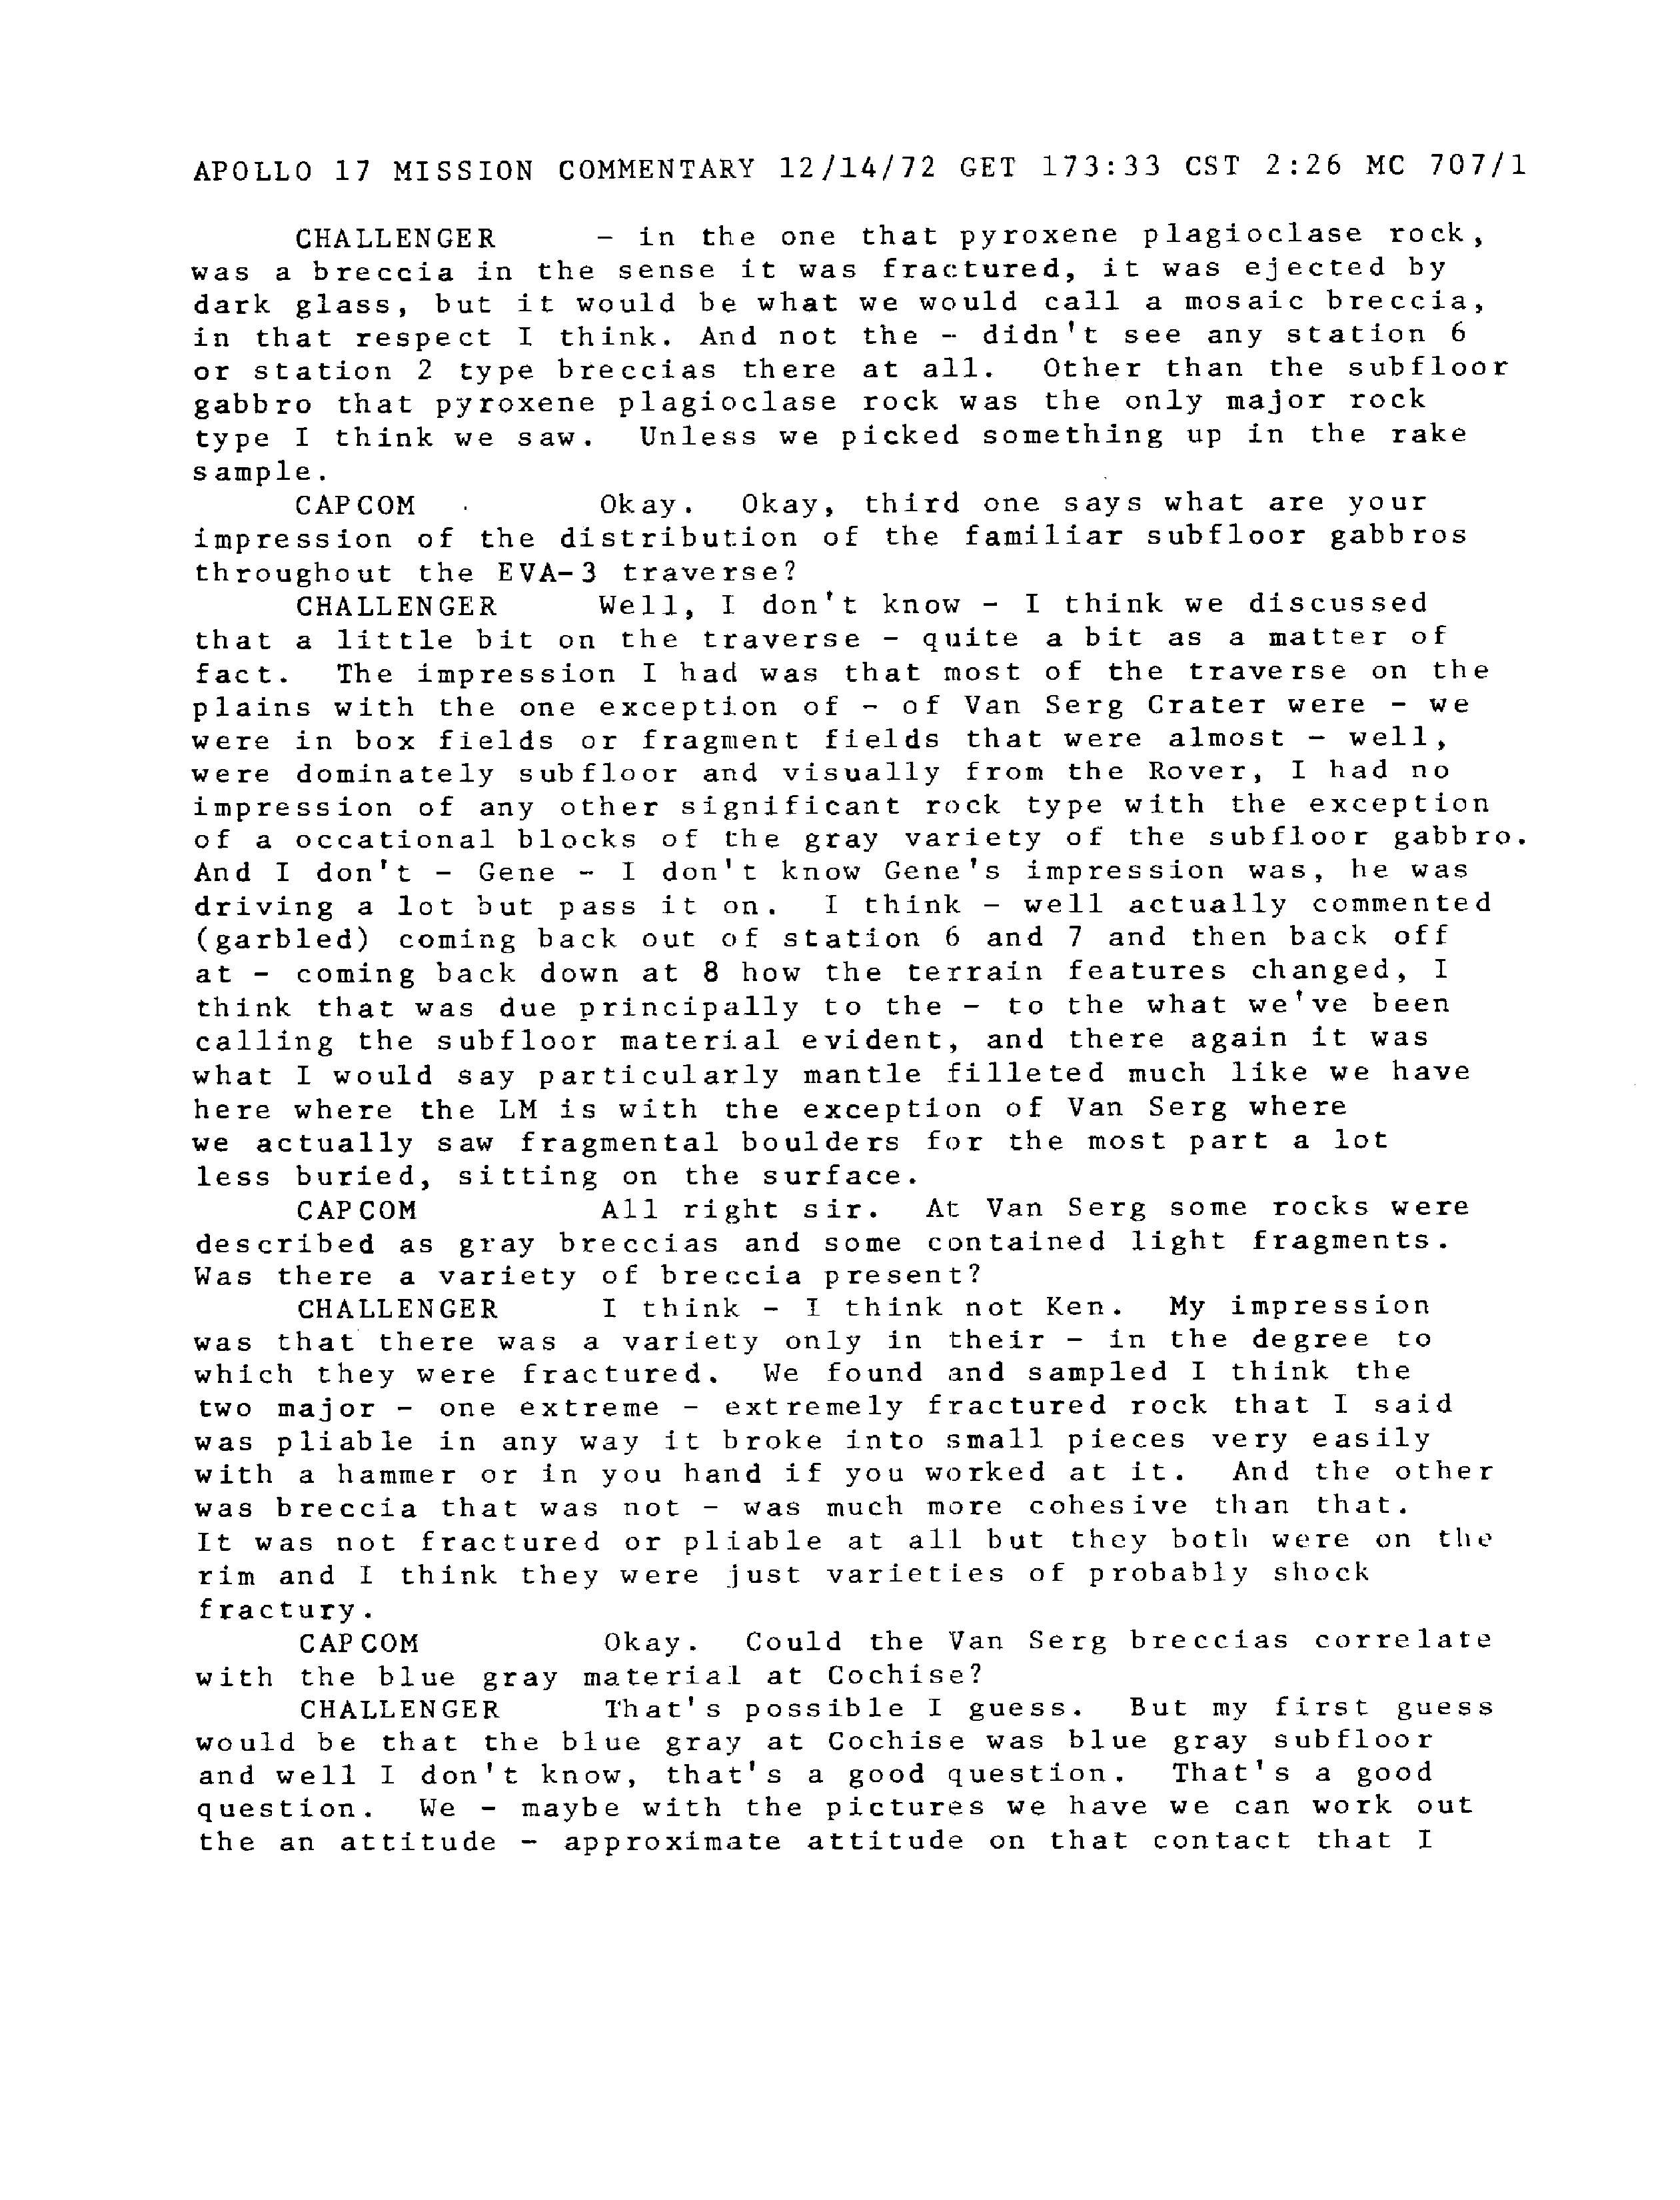 APOLLO 17 MISSION COMMENTARY 12/14/72 GET 173:33 CST 2:26 MC 707/1
CHALLENGER - in the one that pyroxene plagioclase rock,
was a breccia in the sense it was fractured, it was ejected by
dark glass, but it would be what we would call a mosaic breccia,
in that respect I think. And not the - didn't see any station 6
or station 2 type breccias there at all. Other than the subfloor
gabbro that pyroxene plagioclase rock was the only major rock
type I think we saw. Unless we picked something up in the rake
sample.
CAPCOM Okay. Okay, third one says what are your
impression of the distribution of the familiar subfloor gabbros
throughout the EVA-3 traverse?
CHALLENGER Well, I don't know - I think we discussed
that a little bit on the traverse - quite a bit as a matter of
fact. The impression I had was that most of the traverse on the
plains with the one exception of - of Van Serg Crater were - we
were in box fields or fragment fields that were almost - well,
were dominately subfloor and visually from the Rover, I had no
impression of any other significant rock type with the exception
of a occational blocks of the gray variety of the subfloor gabbro.
And I don't - Gene - I don't know Gene's impression was, he was
driving a lot but pass it on. I think - well actually commented
(garbled) coming back out of station 6 and 7 and then back off
at - coming back down at 8 how the terrain features changed, I
think that was due principally to the - to the what we've been
calling the subfloor material evident, and there again it was
what I would say particularly mantle filleted much like we have
here where the LM is with the exception of Van Serg where
we actually saw fragmental boulders for the most part a lot
less buried, sitting on the surface.
CAPCOM All right sir. At Van Serg some rocks were
described as gray breccias and some contained light fragments.
Was there a variety of breccia present?
CHALLENGER I think - I think not Ken. My impression
was that there was a variety only in their - in the degree to
which they were fractured. We found and sampled I think the
two major - one extreme - extremely fractured rock that I said
was pliable in any way it broke into small pieces very easily
with a hammer or in you hand if you worked at it. And the other
was breccia that was not - was much more cohesive than that.
It was not fractured or pliable at all but they both were on the
rim and I think they were just varieties of probably shock
fractury.
CAPCOM Okay. Could the Van Serg breccias correlate
with the blue gray material at Cochise?
CHALLENGER That's possible I guess. But my first guess
would be that the blue gray at Cochise was blue gray subfloor
and well I don't know, that's a good question. That's a good
question. We - maybe with the pictures we have we can work out
the an attitude - approximate attitude on that contact that I